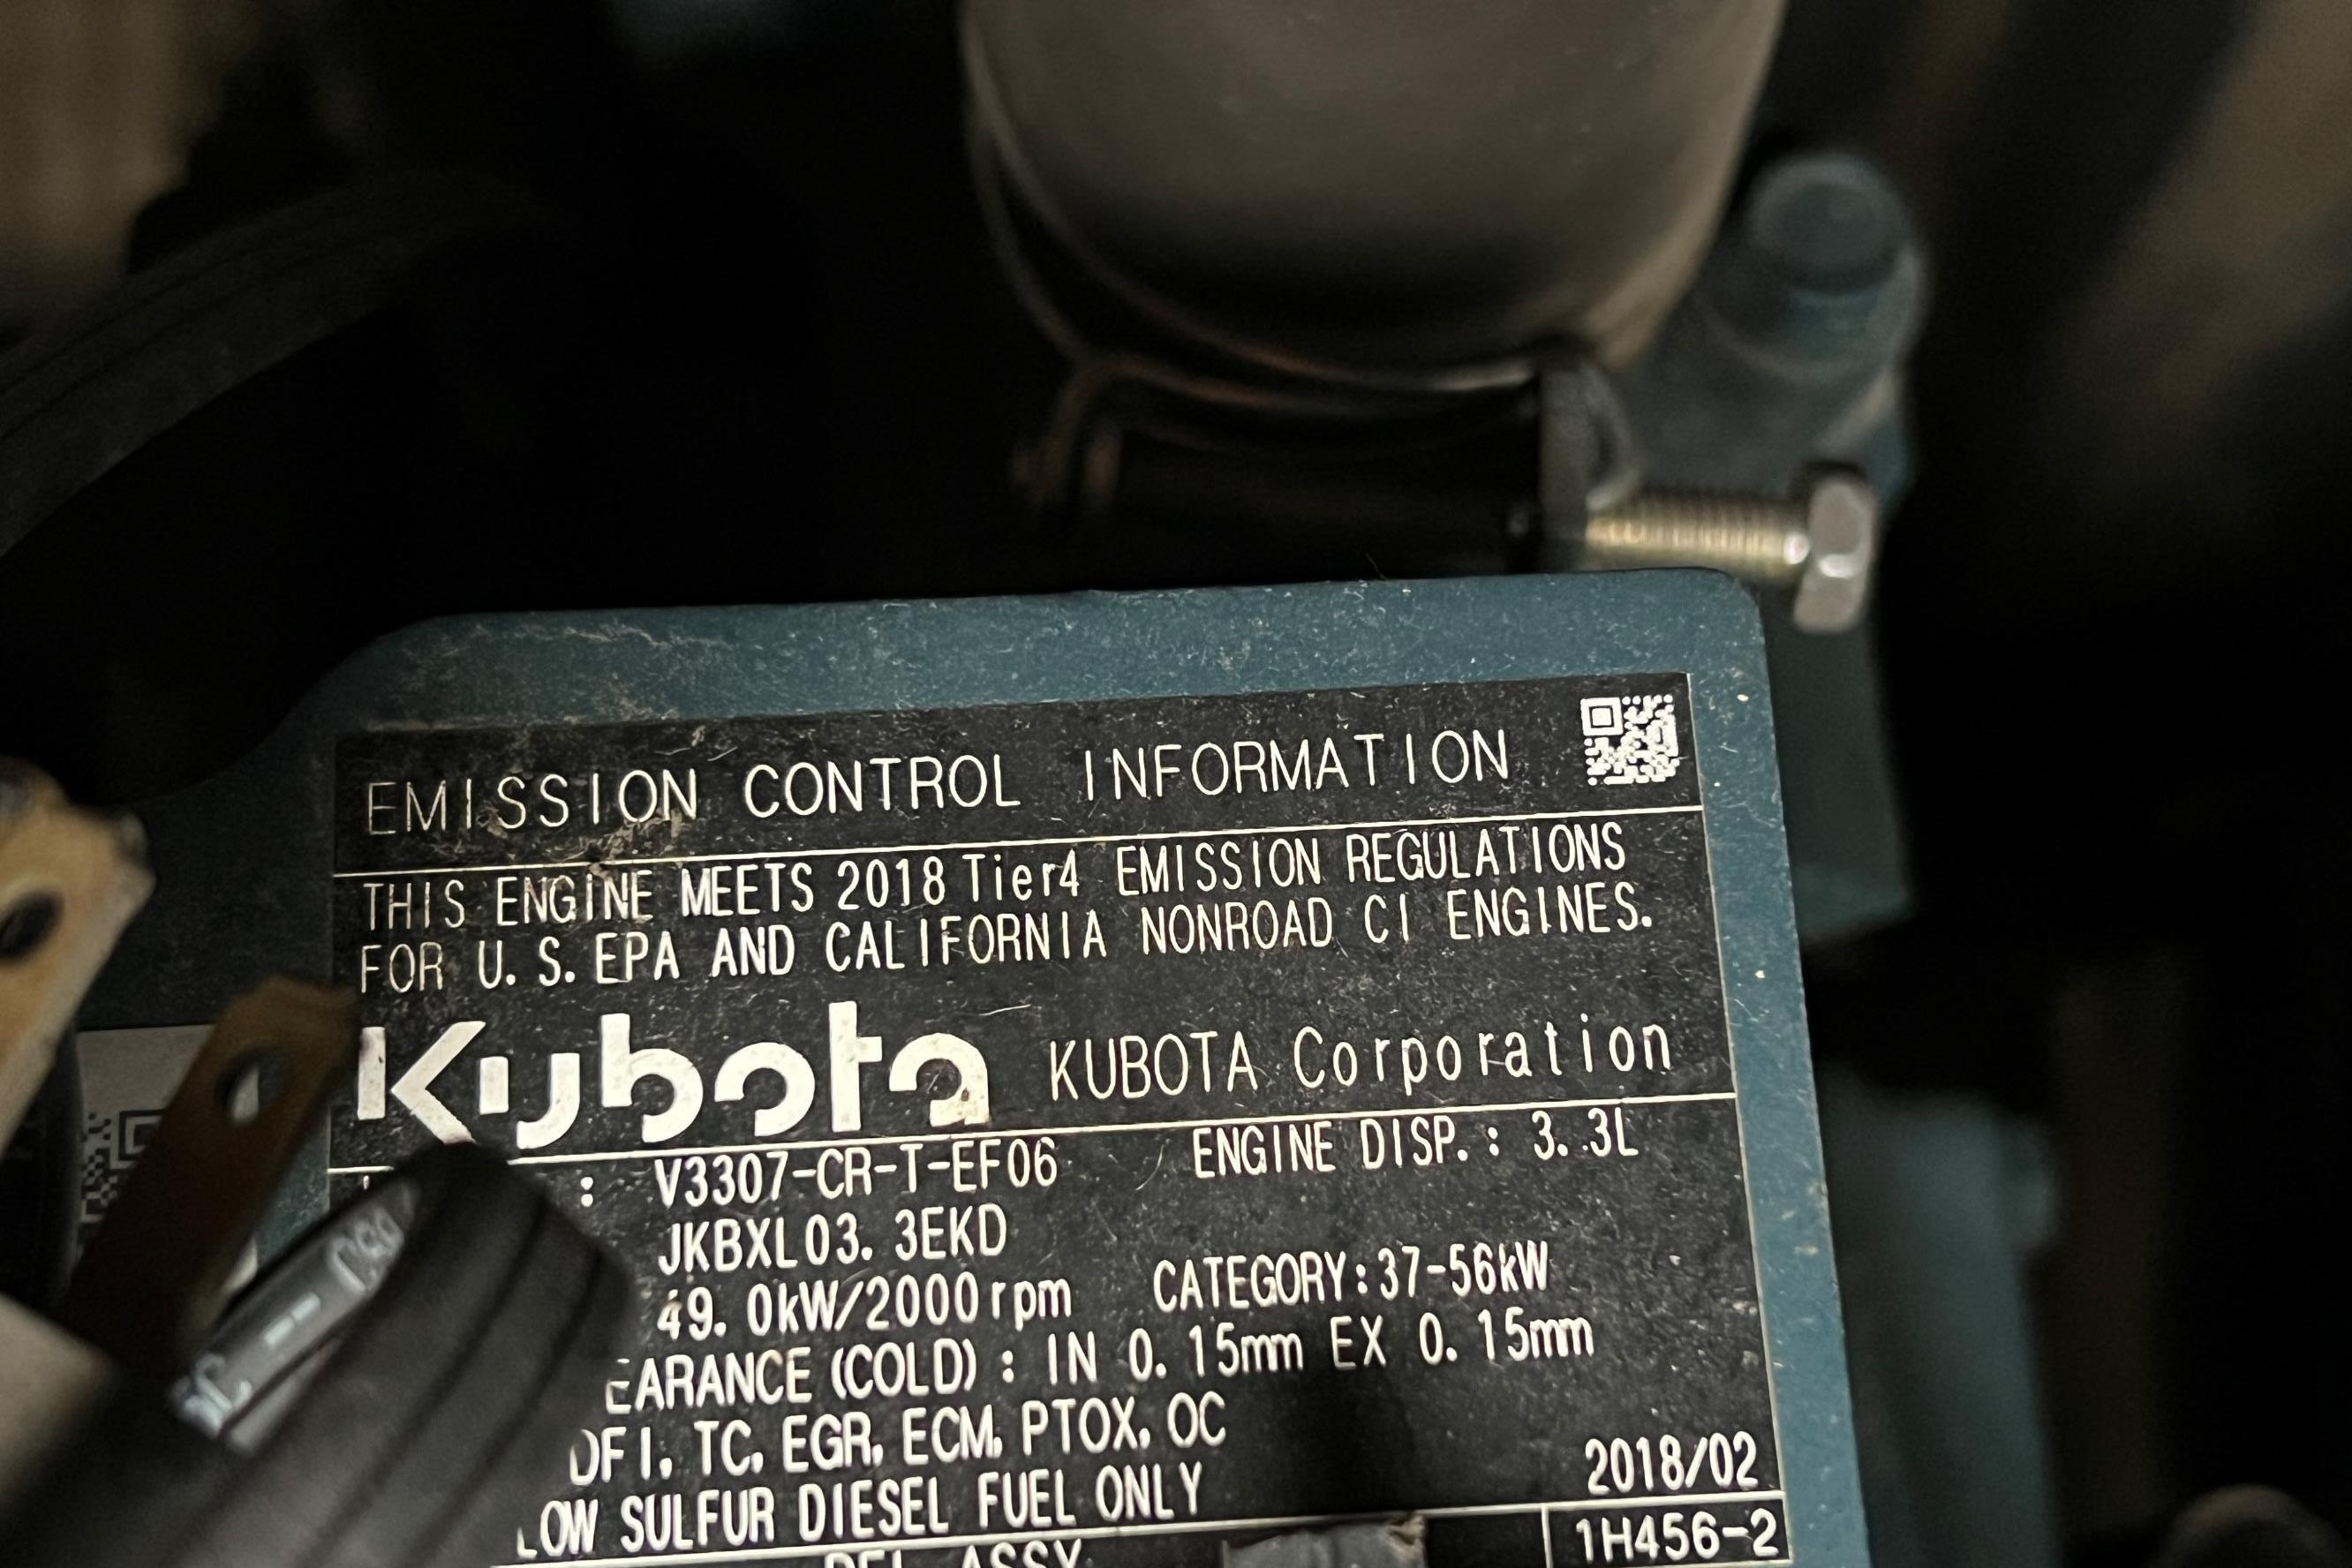 EMISSION CONTROL INFORMATION
THIS ENGINE MEETS 2018 Tier4 EMISSION REGULATIONS
FOR U.S. EPA AND CALIFORNIA NONROAD CI ENGINES.
Kubota KUBOTA Corporation
: V3307-CR-T-EF06 ENGINE DISP.: 3.3L
JKBXL03.3EKD
49.0kW/2000rpm CATEGORY:37-56kW
EARANCE (COLD) : IN 0.15mm EX 0.15mm
DFI, TC, EGR, ECM, PTOX, OC
LOW SULFUR DIESEL FUEL ONLY
2018/02
1H456-2